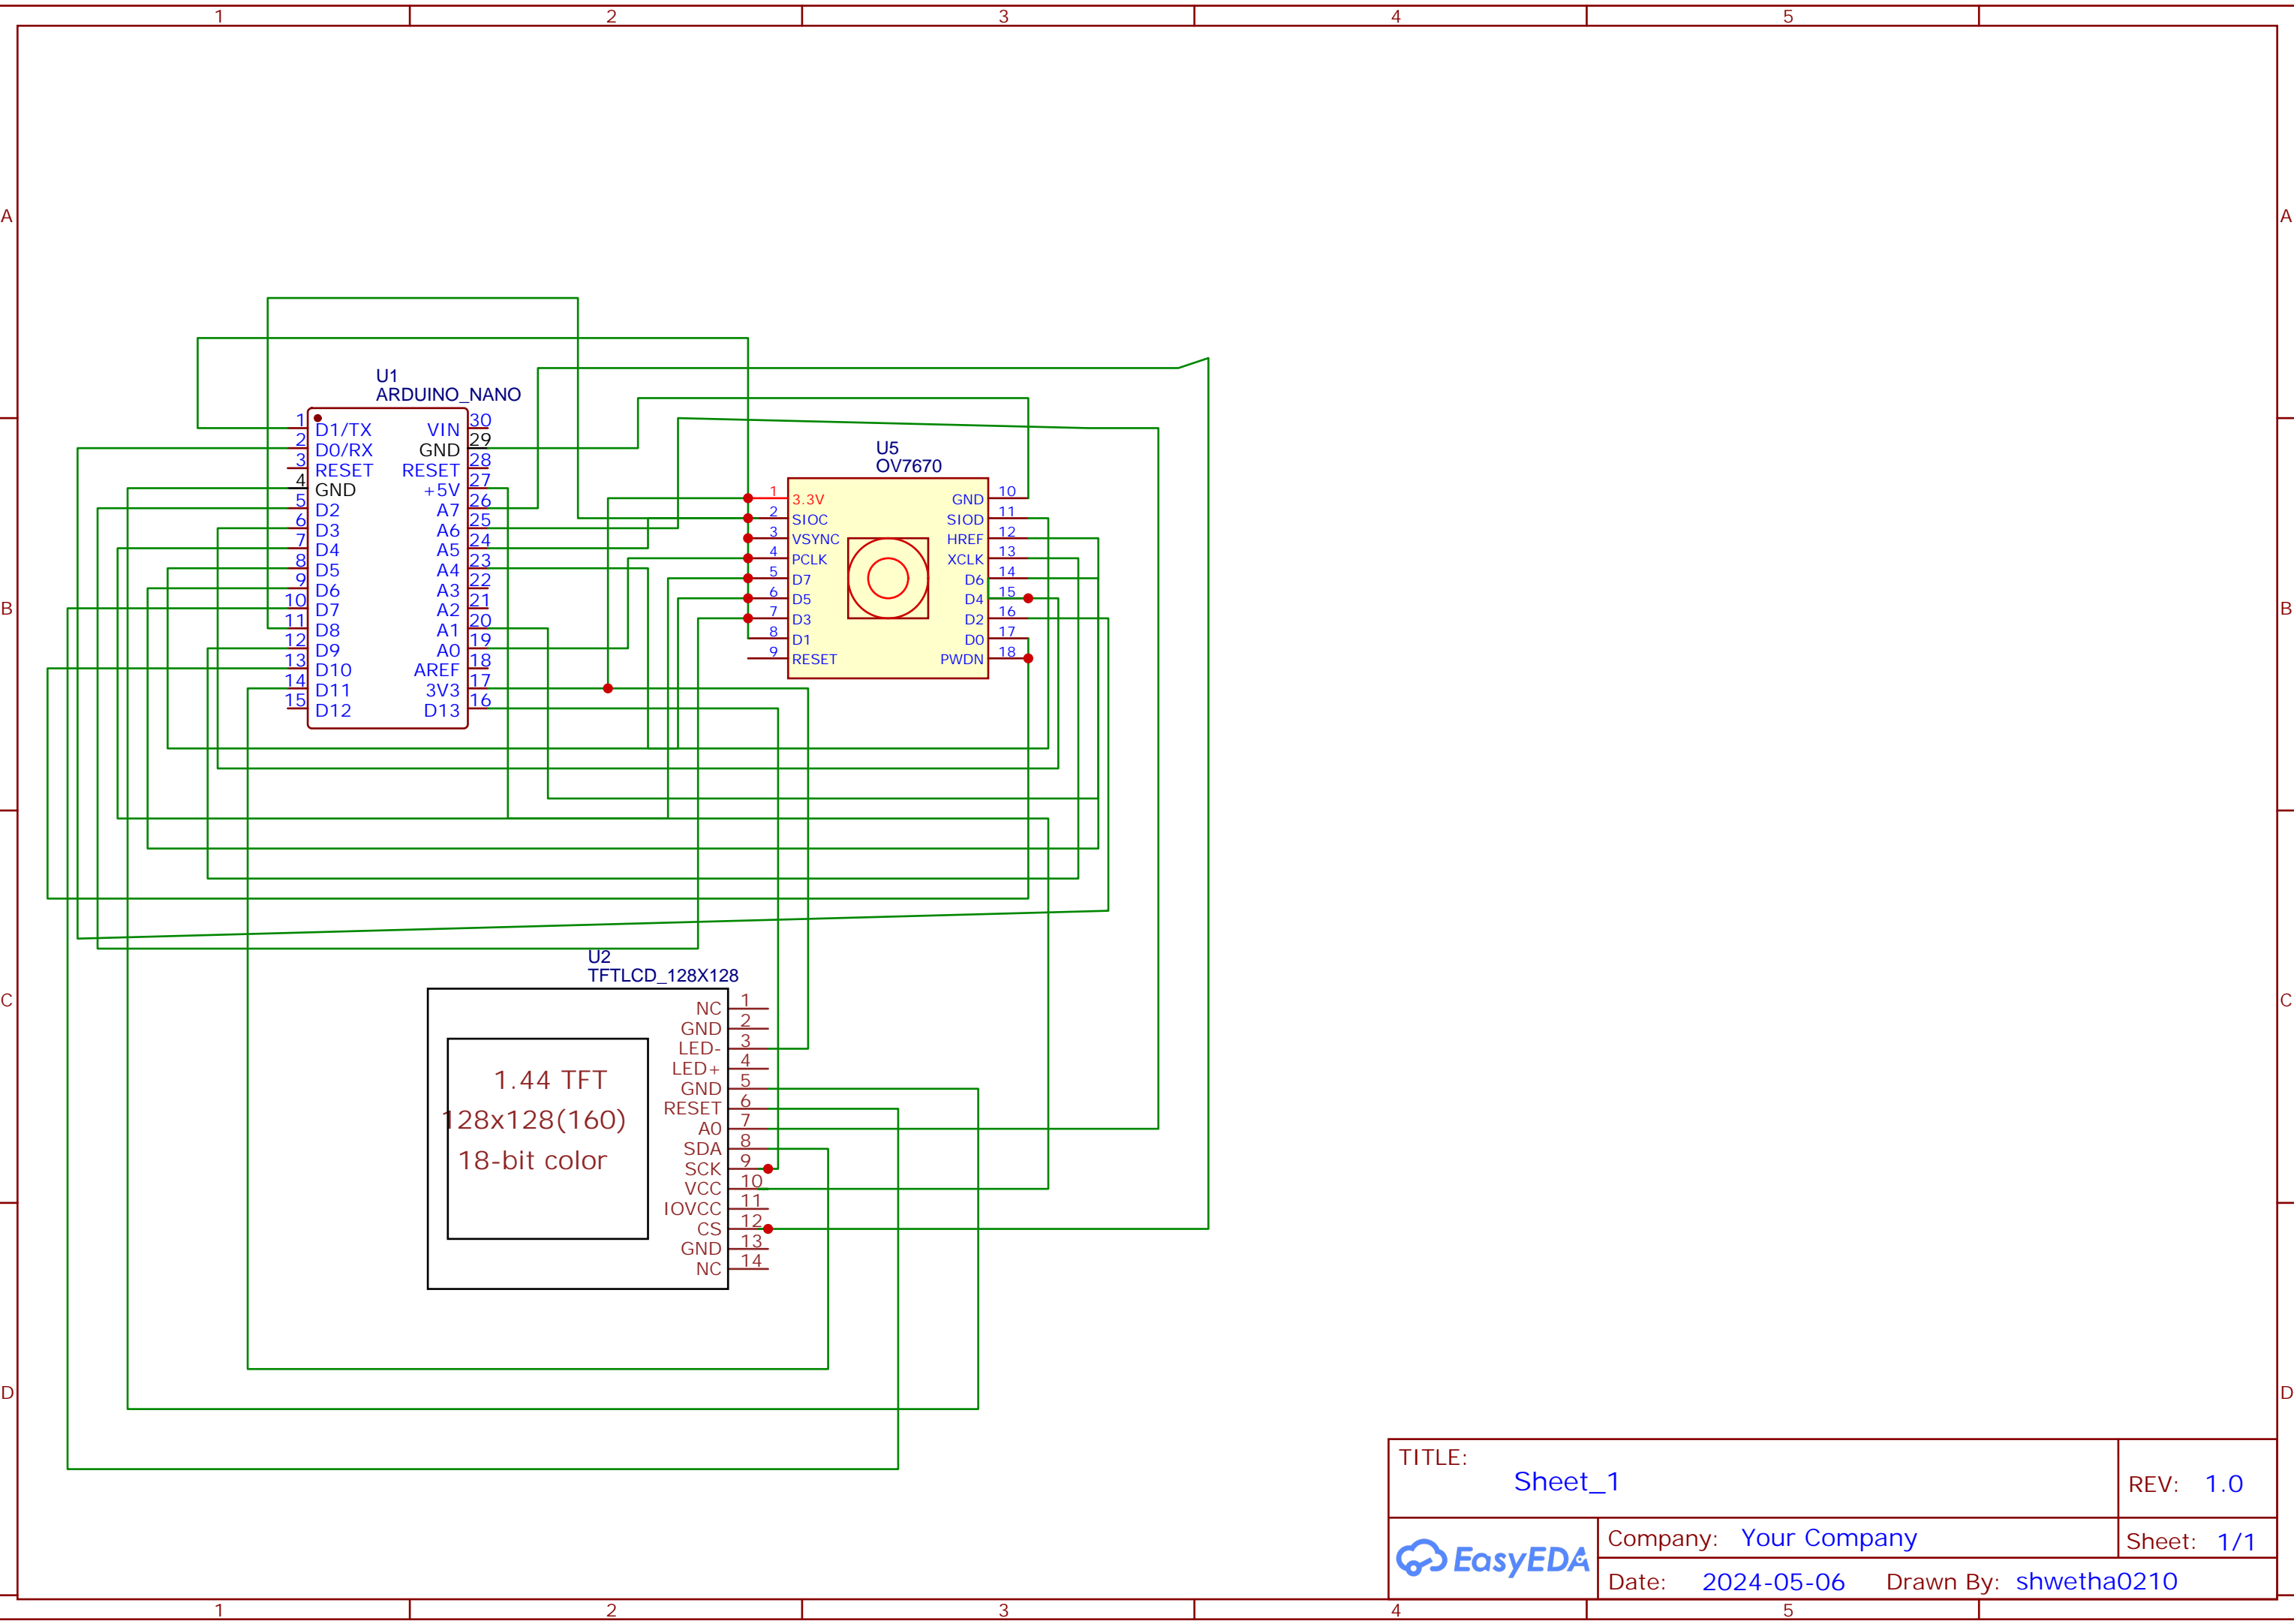 1 2 3 4 5
A A
U1
ARDUINO_NANO
1 D1/TX VIN 30
2 D0/RX GND 29
3 RESET RESET 28
4 GND +5V 27
5 D2 A7 26
6 D3 A6 25
7 D4 A5 24
8 D5 A4 23
9 D6 A3 22
10 D7 A2 21
11 D8 A1 20
12 D9 A0 19
13 D10 AREF 18
14 D11 3V3 17
15 D12 D13 16
U5
OV7670
1 3.3V GND 10
2 SIOC SIOD 11
3 VSYNC HREF 12
4 PCLK XCLK 13
5 D7 D6 14
6 D5 D4 15
7 D3 D2 16
8 D1 D0 17
9 RESET PWDN 18
B B
U2
TFTLCD_128X128
1.44 TFT
128x128(160)
18-bit color
NC 1
GND 2
LED- 3
LED+ 4
GND 5
RESET 6
A0 7
SDA 8
SCK 9
VCC 10
IOVCC 11
CS 12
GND 13
NC 14
C C
D D
TITLE:
Sheet_1
REV: 1.0
EasyEDA
Company: Your Company
Sheet: 1/1
Date: 2024-05-06 Drawn By: shwetha0210
1 2 3 4 5